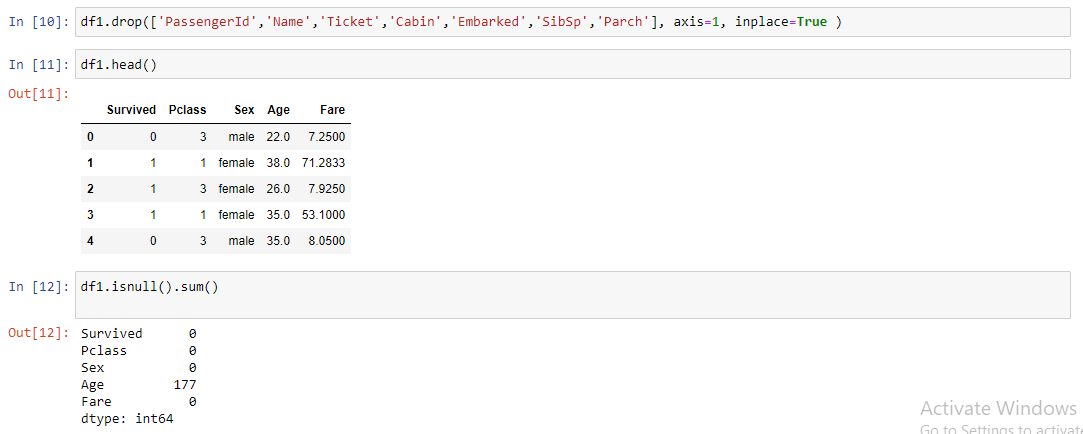 In [10]: df1.drop(['PassengerId','Name','Ticket','Cabin','Embarked','SibSp','Parch'], axis=1, inplace=True )
In [11]: df1.head()
Out[11]:
Survived Pclass Sex Age Fare
0 0 3 male 22.0 7.2500
1 1 1 female 38.0 71.2833
2 1 3 female 26.0 7.9250
3 1 1 female 35.0 53.1000
4 0 3 male 35.0 8.0500
In [12]: df1.isnull().sum()
Out[12]: Survived 0
Pclass 0
Sex 0
Age 177
Fare 0
dtype: int64
Activate Windows
Go to Settings to activate